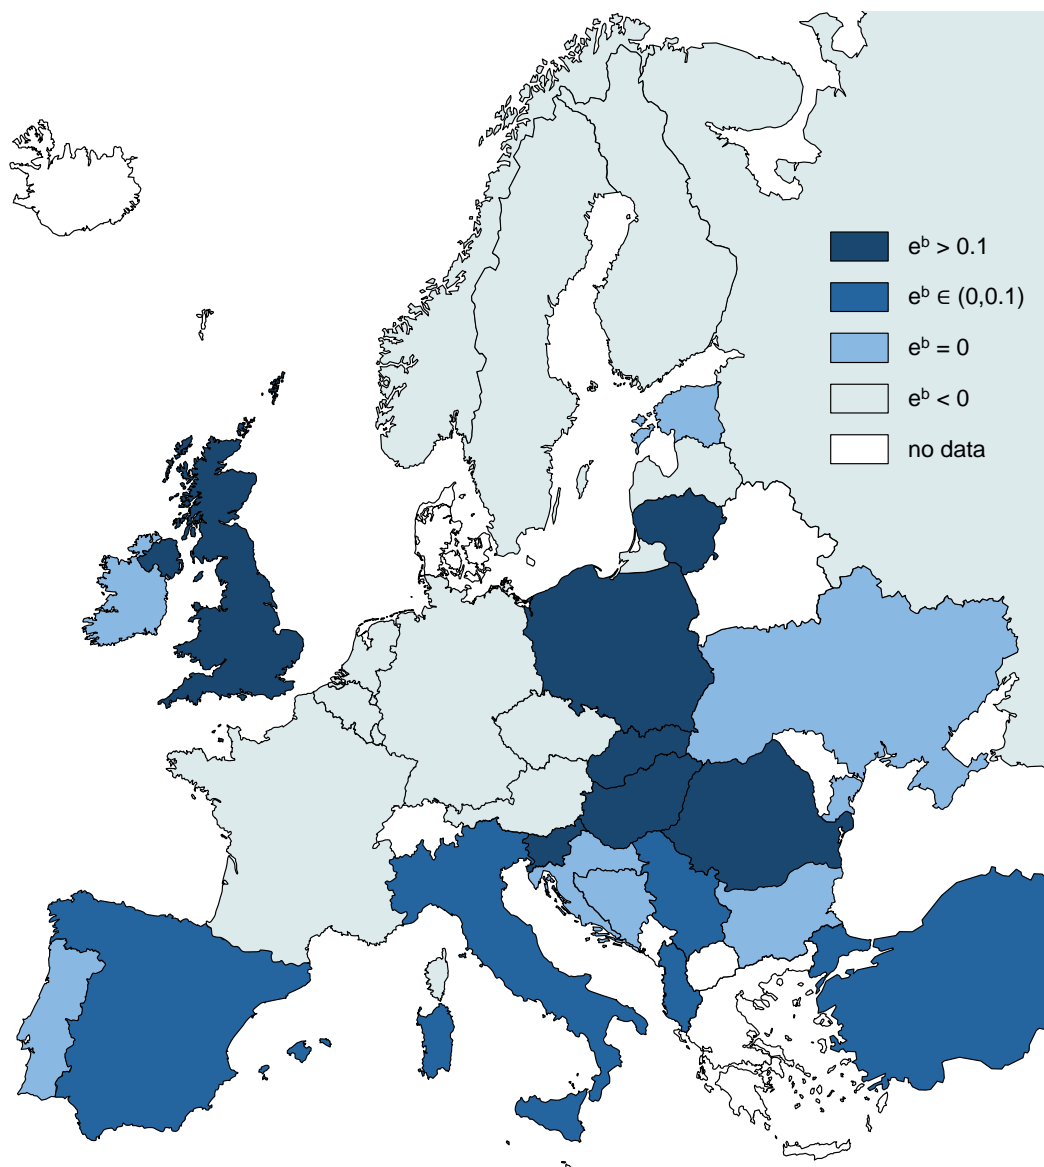 eᵇ > 0.1
eᵇ ∈ (0,0.1)
eᵇ = 0
eᵇ < 0
no data